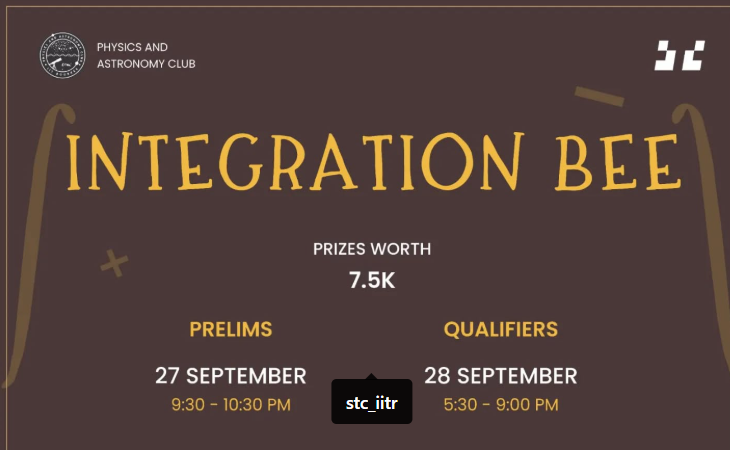 PHYSICS AND
ASTRONOMY CLUB
INTEGRATION BEE
PRIZES WORTH
7.5K
PRELIMS
27 SEPTEMBER
9:30 - 10:30 PM
QUALIFIERS
28 SEPTEMBER
5:30 - 9:00 PM
stc_iitr